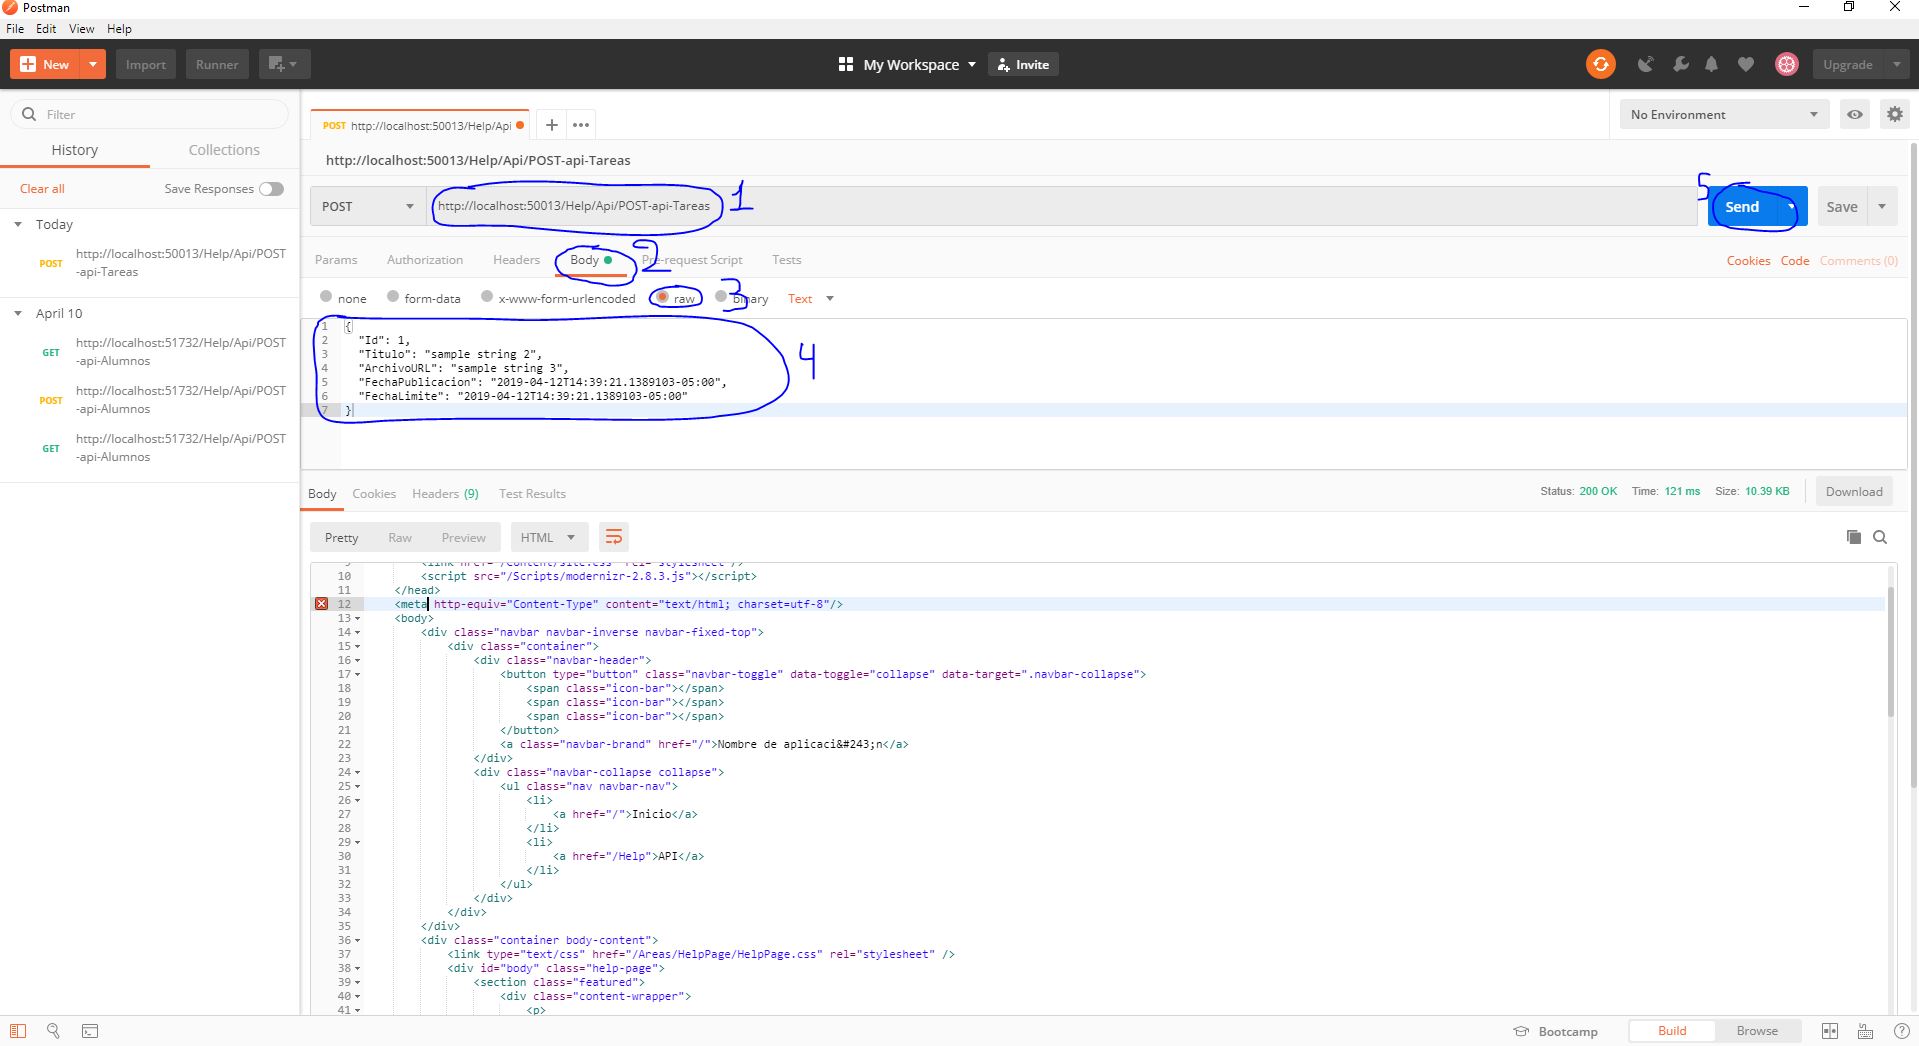 Postman
File Edit View Help
New Import Runner My Workspace Invite Upgrade
Filter
History Collections
Clear all Save Responses
Today
POST http://localhost:50013/Help/Api/POST
-api-Tareas
April 10
GET http://localhost:51732/Help/Api/POST
-api-Alumnos
POST http://localhost:51732/Help/Api/POST
-api-Alumnos
GET http://localhost:51732/Help/Api/POST
-api-Alumnos
POST http://localhost:50013/Help/Api
No Environment
http://localhost:50013/Help/Api/POST-api-Tareas
POST http://localhost:50013/Help/Api/POST-api-Tareas 1 5 Send Save
Params Authorization Headers Body 2 Pre-request Script Tests Cookies Code Comments (0)
none form-data x-www-form-urlencoded raw 3 binary Text
4
1 {
2 "Id": 1,
3 "Titulo": "sample string 2",
4 "ArchivoURL": "sample string 3",
5 "FechaPublicacion": "2019-04-12T14:39:21.1389103-05:00",
6 "FechaLimite": "2019-04-12T14:39:21.1389103-05:00"
7 }
Body Cookies Headers (9) Test Results Status: 200 OK Time: 121 ms Size: 10.39 KB Download
Pretty Raw Preview HTML
9 <link href="/Content/site.css" rel="stylesheet"/>
10 <script src="/Scripts/modernizr-2.8.3.js"></script>
11 </head>
12 <meta http-equiv="Content-Type" content="text/html; charset=utf-8"/>
13 <body>
14 <div class="navbar navbar-inverse navbar-fixed-top">
15 <div class="container">
16 <div class="navbar-header">
17 <button type="button" class="navbar-toggle" data-toggle="collapse" data-target=".navbar-collapse">
18 <span class="icon-bar"></span>
19 <span class="icon-bar"></span>
20 <span class="icon-bar"></span>
21 </button>
22 <a class="navbar-brand" href="/">Nombre de aplicaci&#243;n</a>
23 </div>
24 <div class="navbar-collapse collapse">
25 <ul class="nav navbar-nav">
26 <li>
27 <a href="/">Inicio</a>
28 </li>
29 <li>
30 <a href="/Help">API</a>
31 </li>
32 </ul>
33 </div>
34 </div>
35 </div>
36 <div class="container body-content">
37 <link type="text/css" href="/Areas/HelpPage/HelpPage.css" rel="stylesheet" />
38 <div id="body" class="help-page">
39 <section class="featured">
40 <div class="content-wrapper">
41 <p>
Bootcamp Build Browse